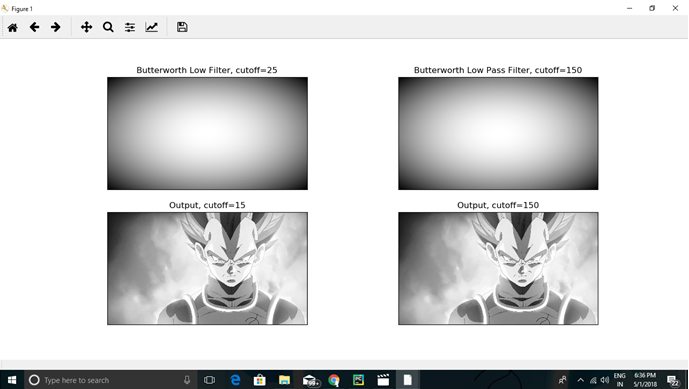 Figure 1
Butterworth Low Filter, cutoff=25
Butterworth Low Pass Filter, cutoff=150
Output, cutoff=15
Output, cutoff=150
Type here to search
99+
ENG
IN
6:36 PM
5/1/2018
22